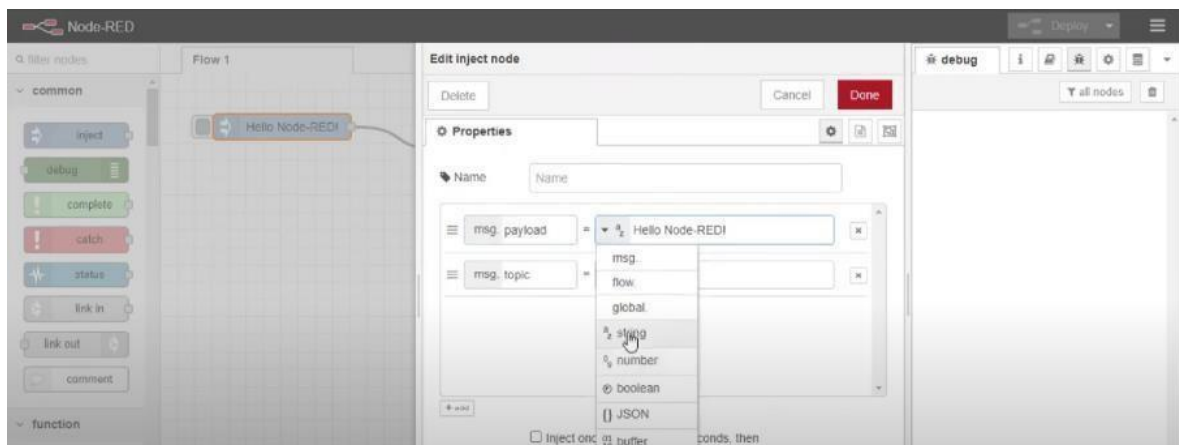 Node-RED
Deploy
filter nodes
Flow 1
Edit inject node
debug
i
common
Delete
Cancel
Done
all nodes
inject
Hello Node-RED!
Properties
debug
Name
Name
complete
catch
msg. payload
=
Hello Node-RED!
status
msg. topic
=
msg.
flow.
link in
global.
string
link out
number
comment
boolean
+ add
{} JSON
function
Inject once
buffer
conds, then